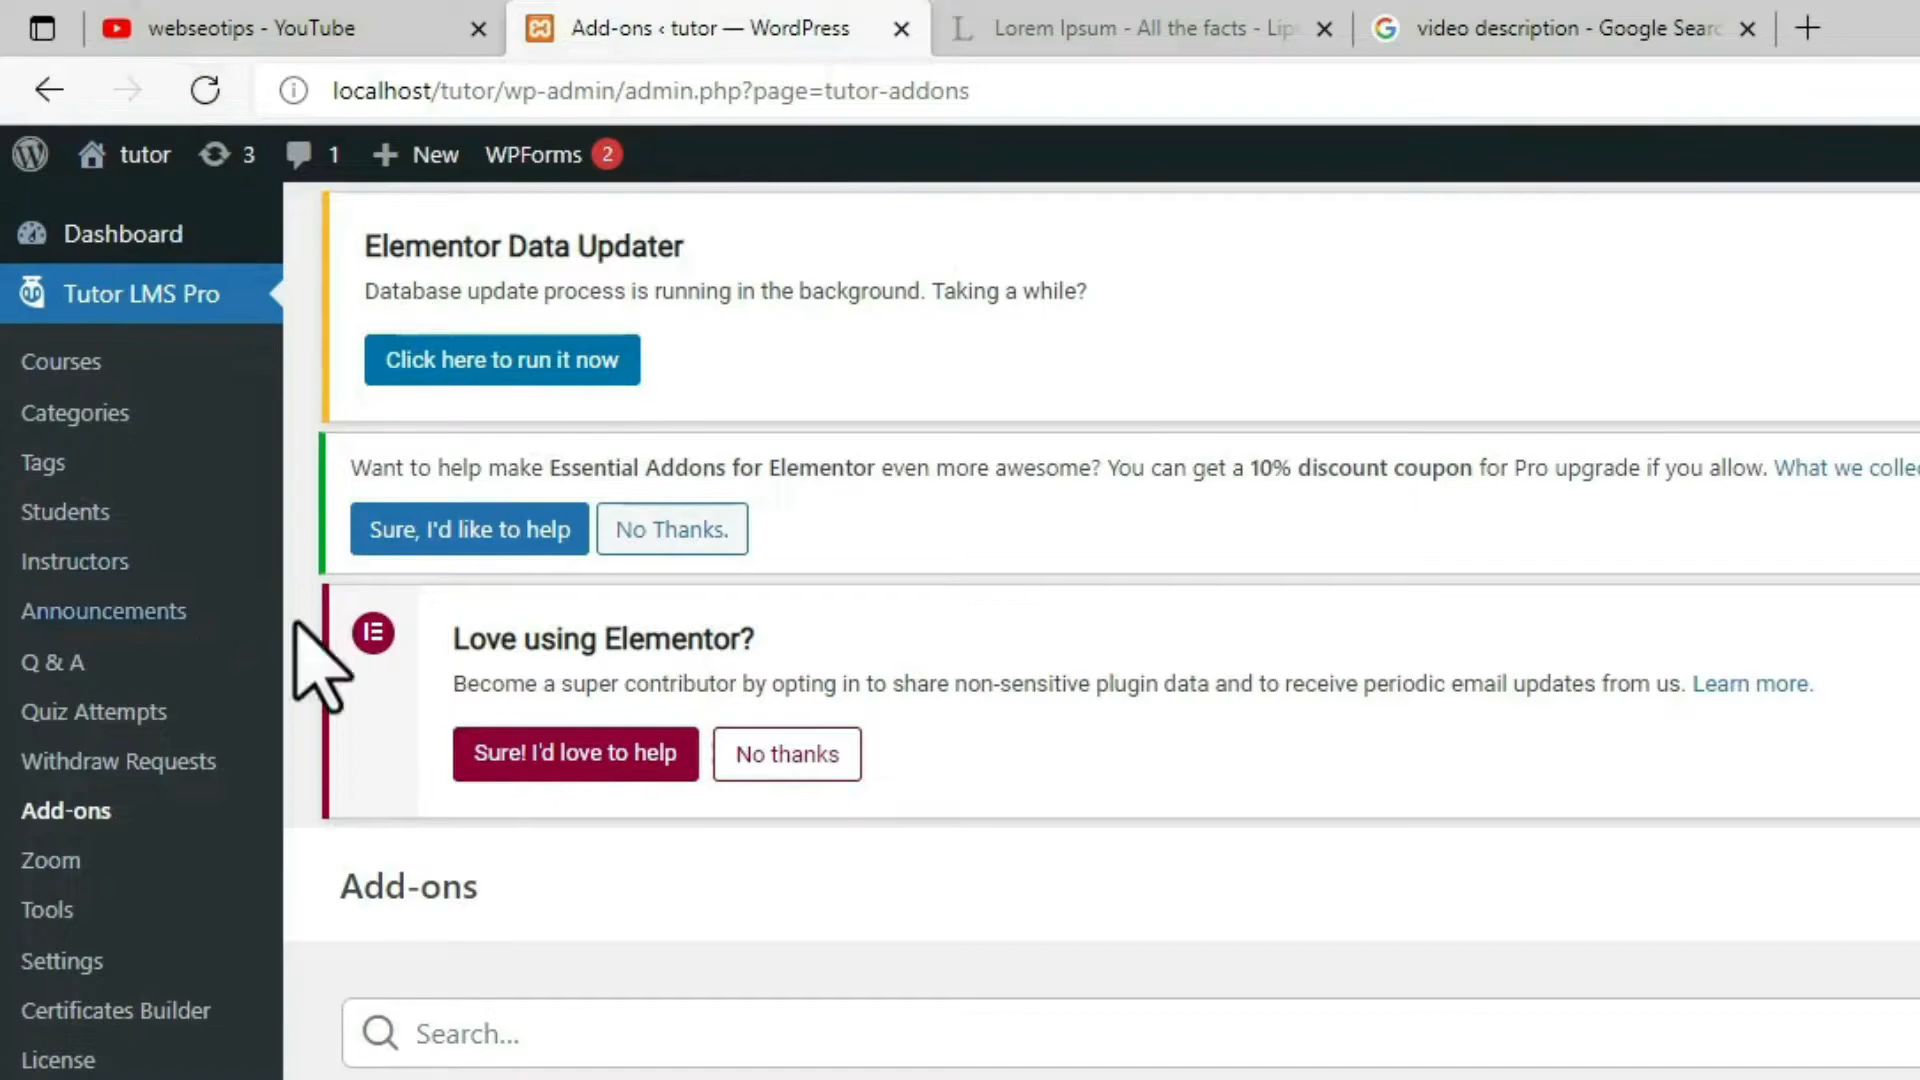 webseotips - YouTube
Add-ons ‹ tutor — WordPress
Lorem Ipsum - All the facts - Lip
video description - Google Searc
localhost/tutor/wp-admin/admin.php?page=tutor-addons
tutor 3 1 New WPForms 2
Dashboard
Tutor LMS Pro
Courses
Categories
Tags
Students
Instructors
Announcements
Q & A
Quiz Attempts
Withdraw Requests
Add-ons
Zoom
Tools
Settings
Certificates Builder
License
Elementor Data Updater
Database update process is running in the background. Taking a while?
Click here to run it now
Want to help make Essential Addons for Elementor even more awesome? You can get a 10% discount coupon for Pro upgrade if you allow. What we collec
Sure, I'd like to help
No Thanks.
Love using Elementor?
Become a super contributor by opting in to share non-sensitive plugin data and to receive periodic email updates from us. Learn more.
Sure! I'd love to help
No thanks
Add-ons
Search...